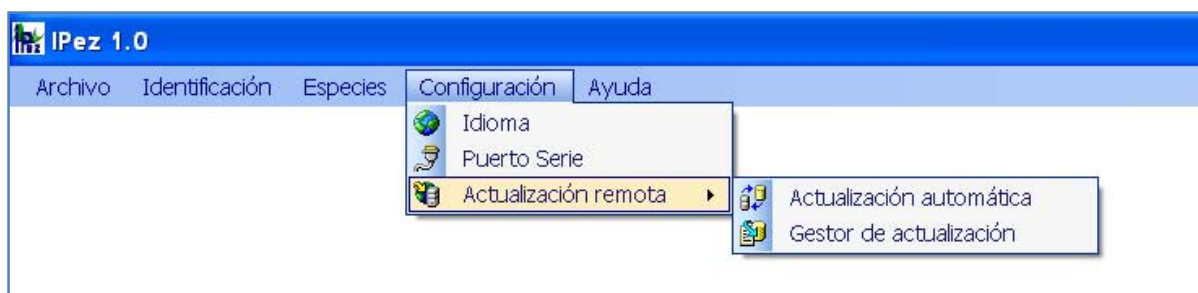 IPez 1.0
Archivo Identificación Especies Configuración Ayuda
Idioma
Puerto Serie
Actualización remota
Actualización automática
Gestor de actualización